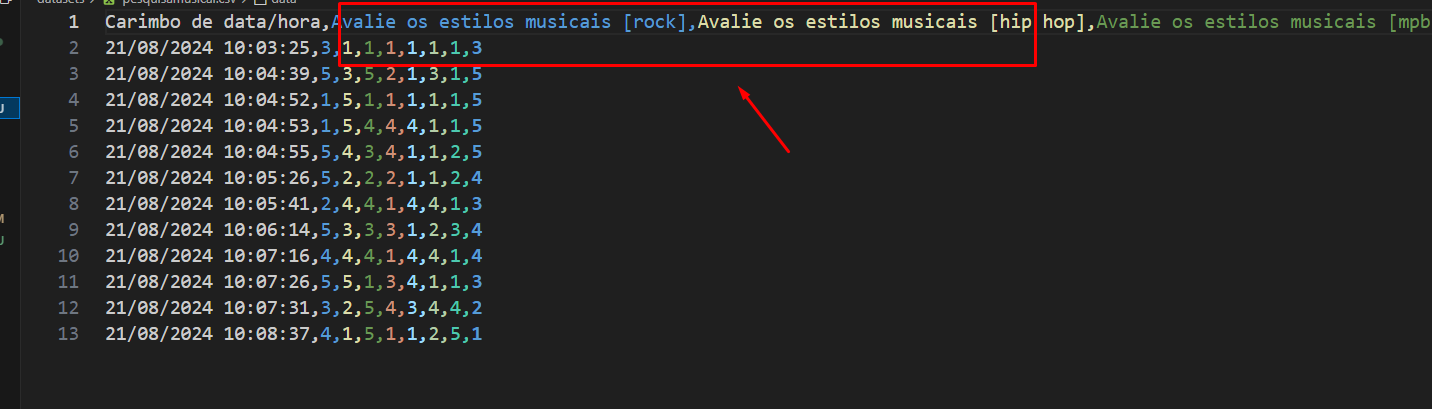 datasets > pesquisamusical.csv > data
1 Carimbo de data/hora,Avalie os estilos musicais [rock],Avalie os estilos musicais [hip hop],Avalie os estilos musicais [mpb
2 21/08/2024 10:03:25,3,1,1,1,1,1,1,3
3 21/08/2024 10:04:39,5,3,5,2,1,3,1,5
4 21/08/2024 10:04:52,1,5,1,1,1,1,1,5
5 21/08/2024 10:04:53,1,5,4,4,4,1,1,5
6 21/08/2024 10:04:55,5,4,3,4,1,1,2,5
7 21/08/2024 10:05:26,5,2,2,2,1,1,2,4
8 21/08/2024 10:05:41,2,4,4,1,4,4,1,3
9 21/08/2024 10:06:14,5,3,3,3,1,2,3,4
10 21/08/2024 10:07:16,4,4,4,1,4,4,1,4
11 21/08/2024 10:07:26,5,5,1,3,4,1,1,3
12 21/08/2024 10:07:31,3,2,5,4,3,4,4,2
13 21/08/2024 10:08:37,4,1,5,1,1,2,5,1
U
M
U